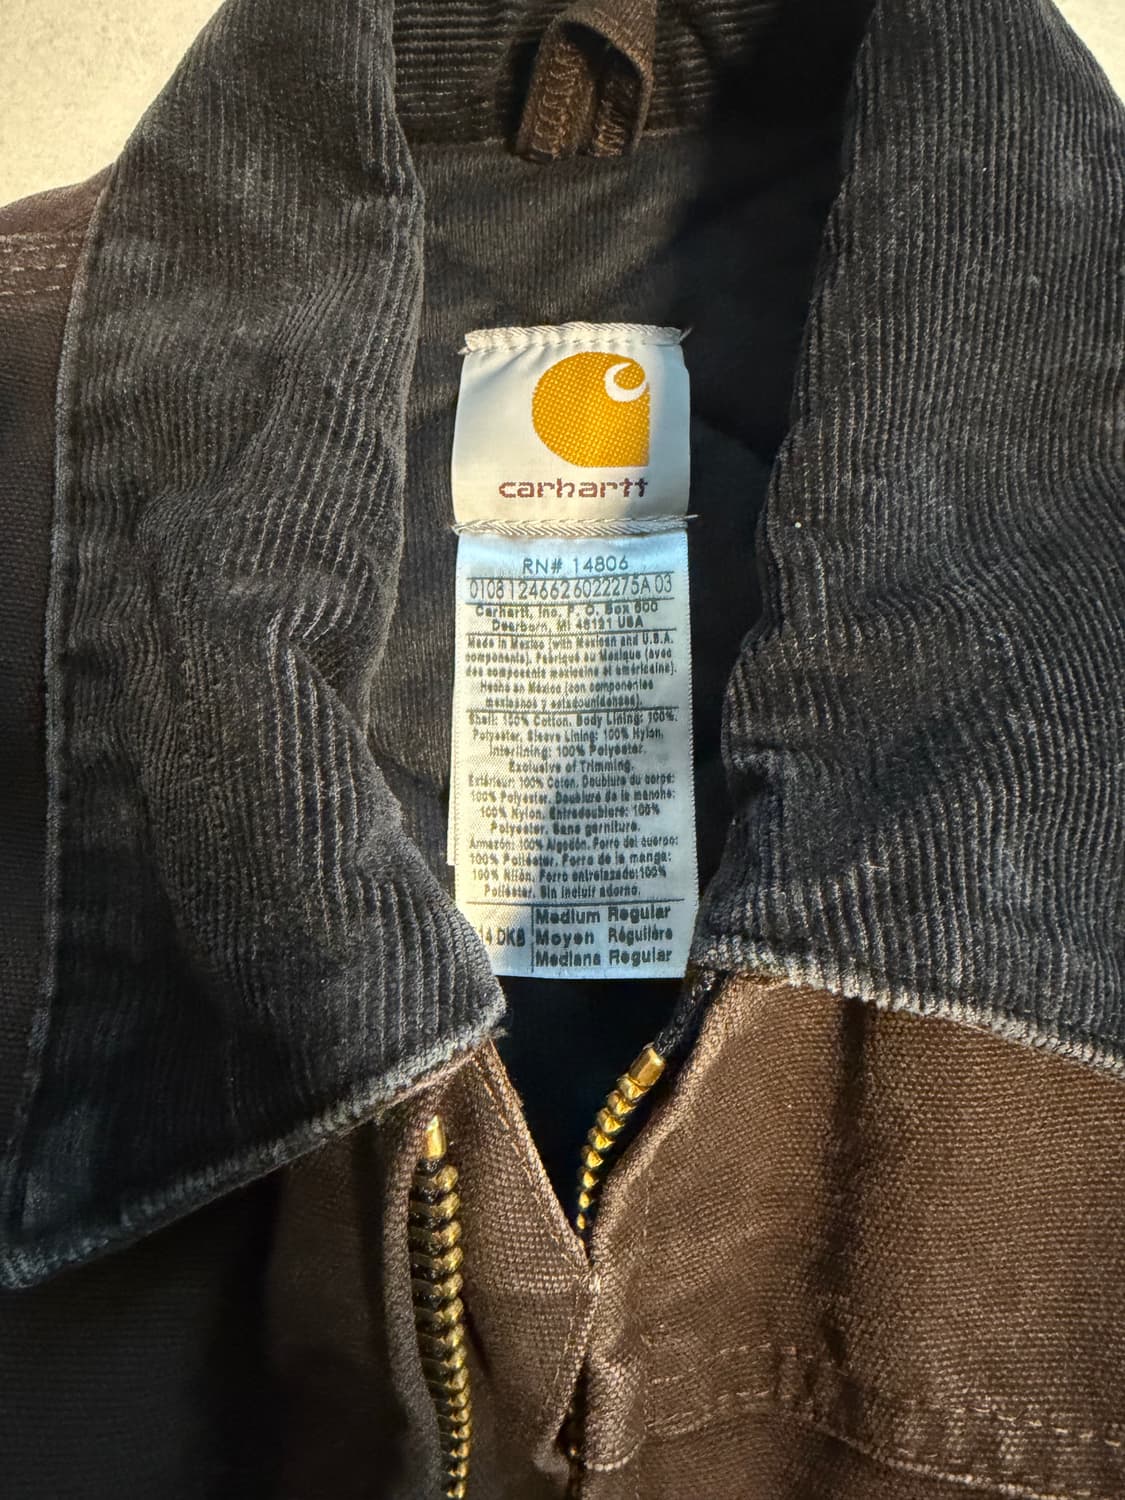 carhartt
RN# 14806
01081246626022275A 03
Carhartt, Inc. P. O. Box 600
Dearborn, MI 48121 USA
Made in Mexico (with Mexican and U.S.A.
components). Fabriqué au Mexique (avec
des composants mexicains et américains).
Hecho en México (con componentes
mexicanos y estadounidenses).
Shell: 100% Cotton. Body Lining: 100%
Polyester. Sleeve Lining: 100% Nylon.
Interlining: 100% Polyester.
Exclusive of Trimming.
Extérieur: 100% Coton. Doublure du corps:
100% Polyester. Doublure de la manche:
100% Nylon. Entredoublure: 100%
Polyester. Sans garniture.
Armazón: 100% Algodón. Forro del cuerpo:
100% Poliéster. Forro de la manga:
100% Nilón. Forro entrelazado: 100%
Poliéster. Sin incluir adorno.
Medium Regular
14 DKB Moyen Régulière
Mediana Regular